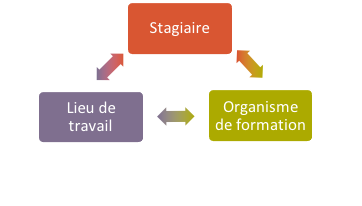 Stagiaire
Lieu de
travail
Organisme
de formation